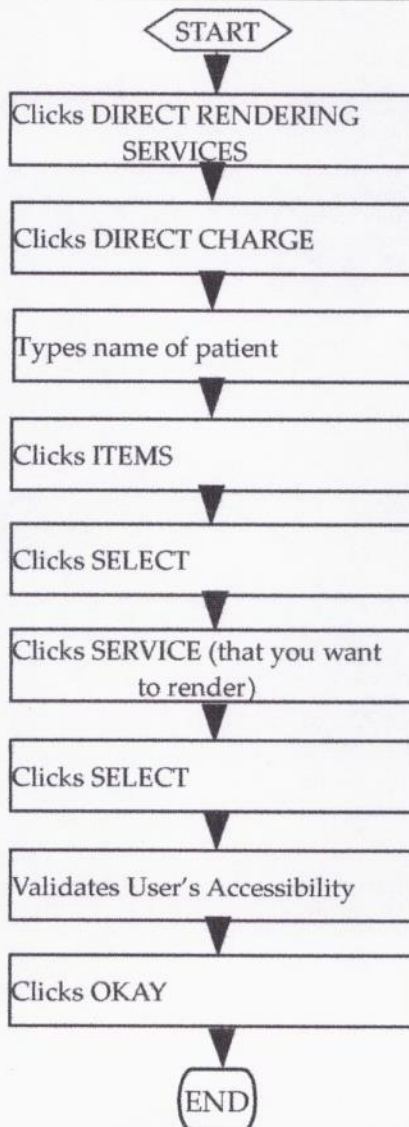 START
Clicks DIRECT RENDERING
SERVICES
Clicks DIRECT CHARGE
Types name of patient
Clicks ITEMS
Clicks SELECT
Clicks SERVICE (that you want
to render)
Clicks SELECT
Validates User's Accessibility
Clicks OKAY
END